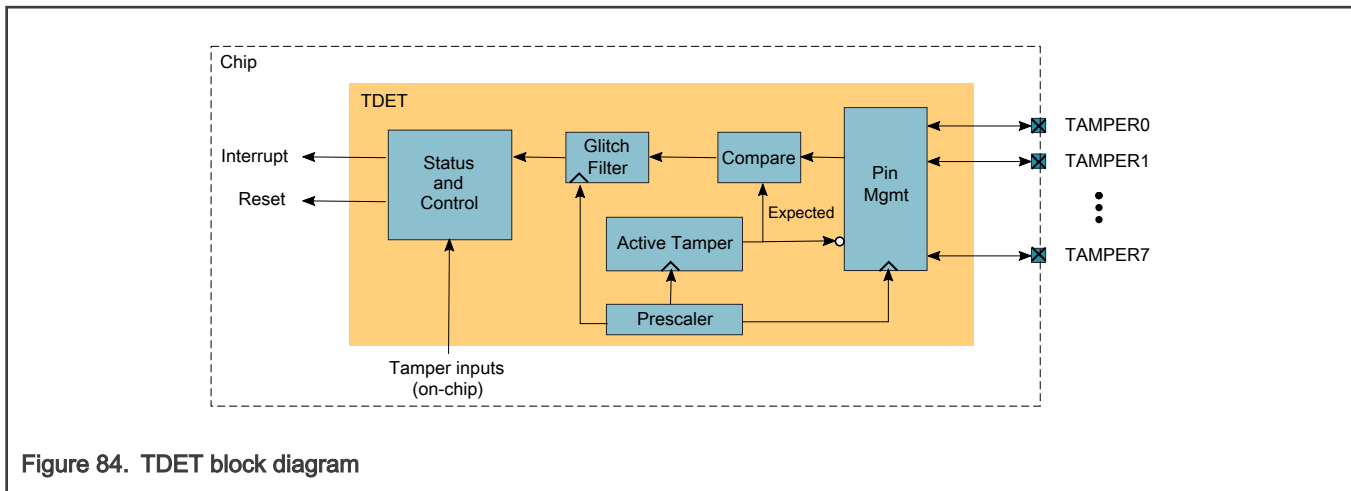 Chip
TDET
Interrupt
Reset
Status
and
Control
Glitch
Filter
Compare
Pin
Mgmt
TAMPER0
TAMPER1
TAMPER7
Expected
Active Tamper
Prescaler
Tamper inputs
(on-chip)
Figure 84. TDET block diagram